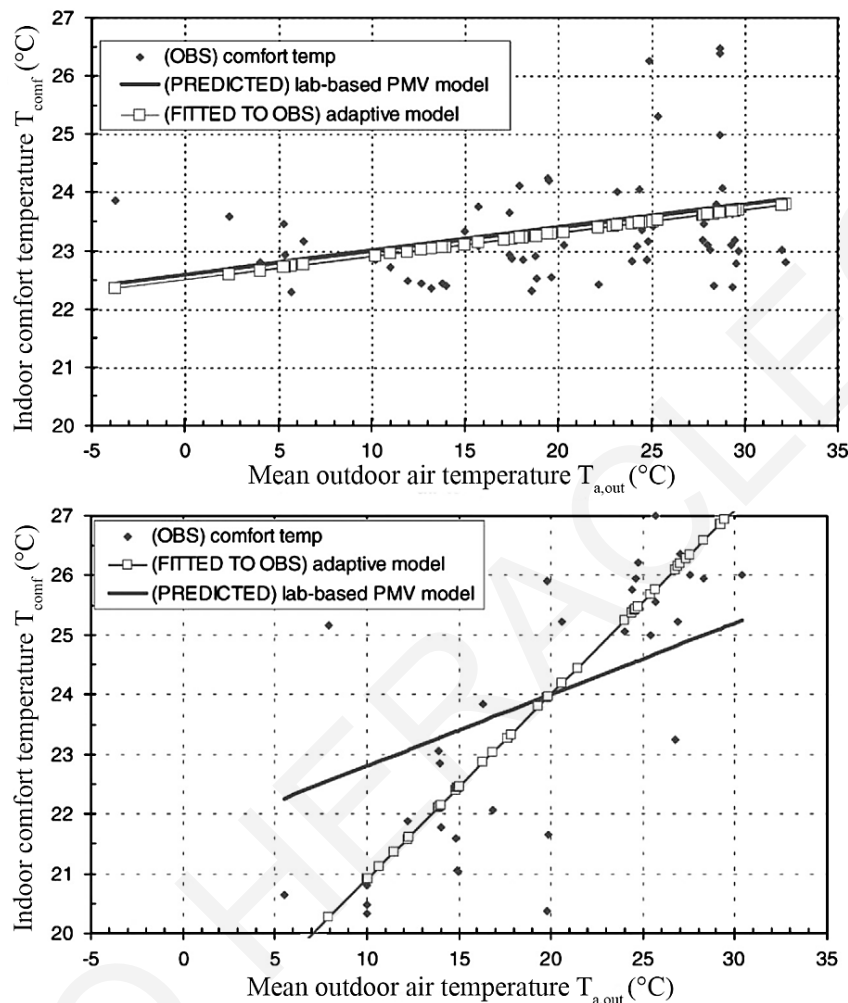 27
26
25
24
23
22
21
20
Indoor comfort temperature T_comf (°C)
(OBS) comfort temp
(PREDICTED) lab-based PMV model
(FITTED TO OBS) adaptive model
-5 0 5 10 15 20 25 30 35
Mean outdoor air temperature T_a,out (°C)
27
26
25
24
23
22
21
20
Indoor comfort temperature T_comf (°C)
(OBS) comfort temp
(FITTED TO OBS) adaptive model
(PREDICTED) lab-based PMV model
-5 0 5 10 15 20 25 30 35
Mean outdoor air temperature T_a,out (°C)
O HERACLE